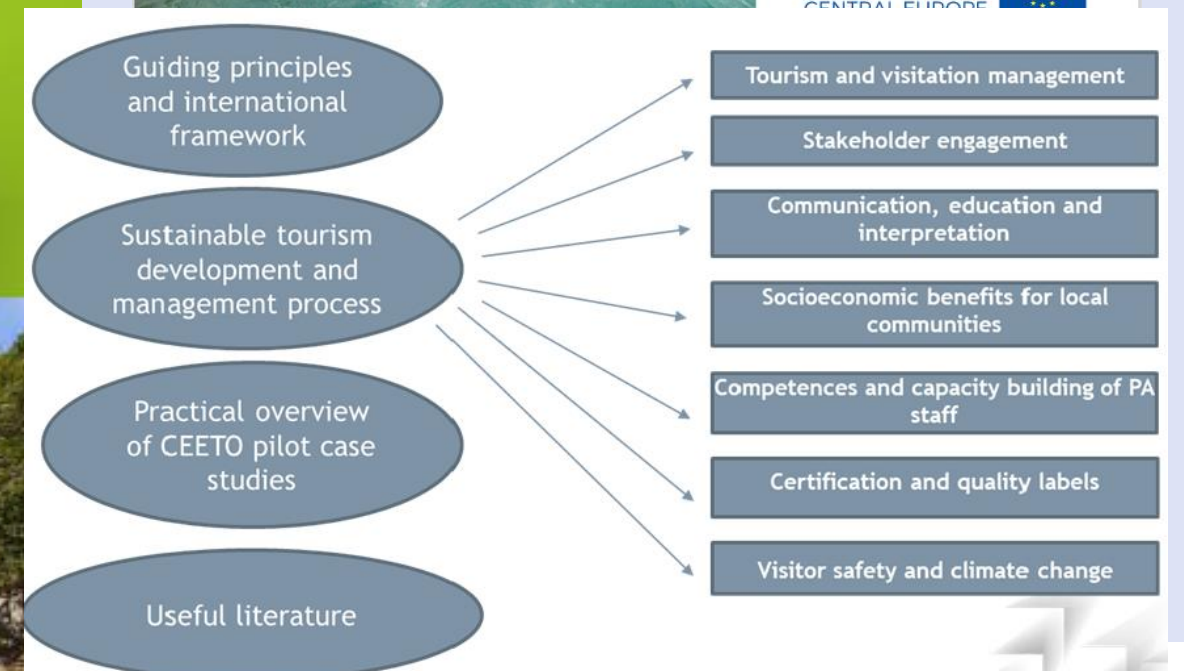 CENTRAL EUROPE
Guiding principles
and international
framework
Sustainable tourism
development and
management process
Practical overview
of CEETO pilot case
studies
Useful literature
Tourism and visitation management
Stakeholder engagement
Communication, education and
interpretation
Socioeconomic benefits for local
communities
Competences and capacity building of PA
staff
Certification and quality labels
Visitor safety and climate change